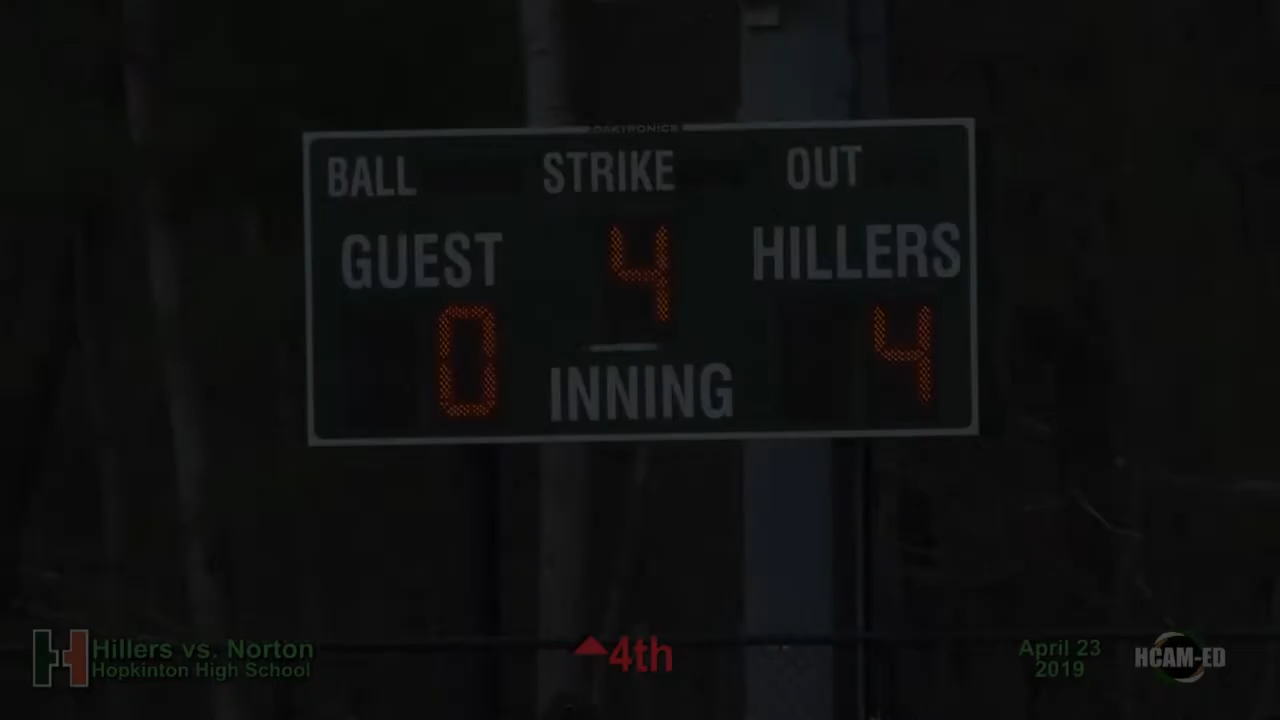 DAKTRONICS
BALL STRIKE OUT
GUEST 4 HILLERS
0 INNING 4
Hillers vs. Norton
Hopkinton High School
4th
April 23
2019
HCAM-ED